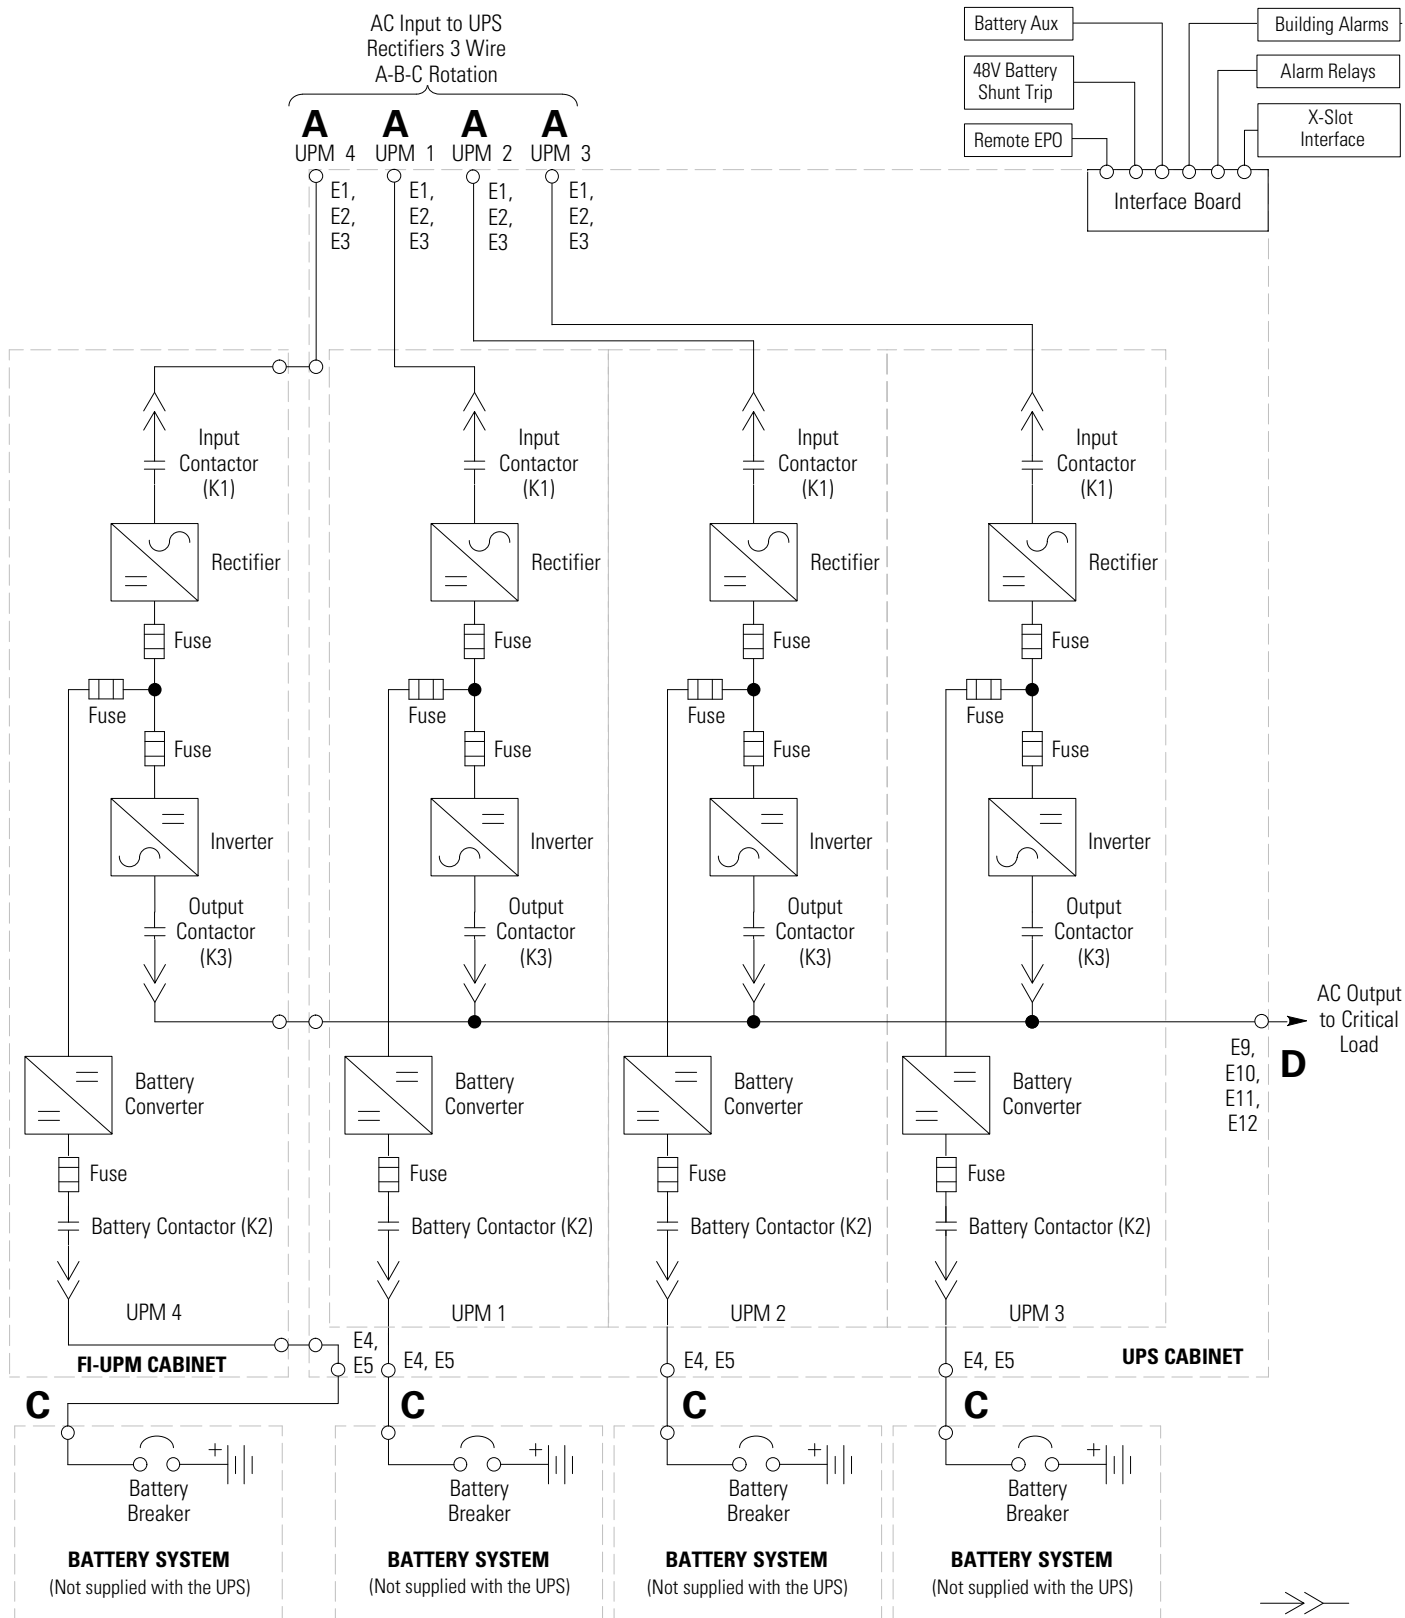 AC Input to UPS
Rectifiers 3 Wire
A-B-C Rotation
Battery Aux
48V Battery
Shunt Trip
Remote EPO
Building Alarms
Alarm Relays
X-Slot
Interface
Interface Board
A A A A
UPM 4 UPM 1 UPM 2 UPM 3
E1, E1, E1, E1,
E2, E2, E2, E2,
E3 E3 E3 E3
Input Input Input Input
Contactor Contactor Contactor Contactor
(K1) (K1) (K1) (K1)
Rectifier Rectifier Rectifier Rectifier
Fuse Fuse Fuse Fuse
Fuse Fuse Fuse Fuse
Fuse Fuse Fuse Fuse
Inverter Inverter Inverter Inverter
Output Output Output Output
Contactor Contactor Contactor Contactor
(K3) (K3) (K3) (K3)
AC Output
to Critical
Load
E9,
E10,
E11,
E12
D
Battery Battery Battery Battery
Converter Converter Converter Converter
Fuse Fuse Fuse Fuse
Battery Contactor (K2) Battery Contactor (K2) Battery Contactor (K2) Battery Contactor (K2)
UPM 4 UPM 1 UPM 2 UPM 3
FI-UPM CABINET
E4,
E5
E4, E5 E4, E5 E4, E5
UPS CABINET
C C C C
+ + + +
Battery Battery Battery Battery
Breaker Breaker Breaker Breaker
BATTERY SYSTEM BATTERY SYSTEM BATTERY SYSTEM BATTERY SYSTEM
(Not supplied with the UPS) (Not supplied with the UPS) (Not supplied with the UPS) (Not supplied with the UPS)